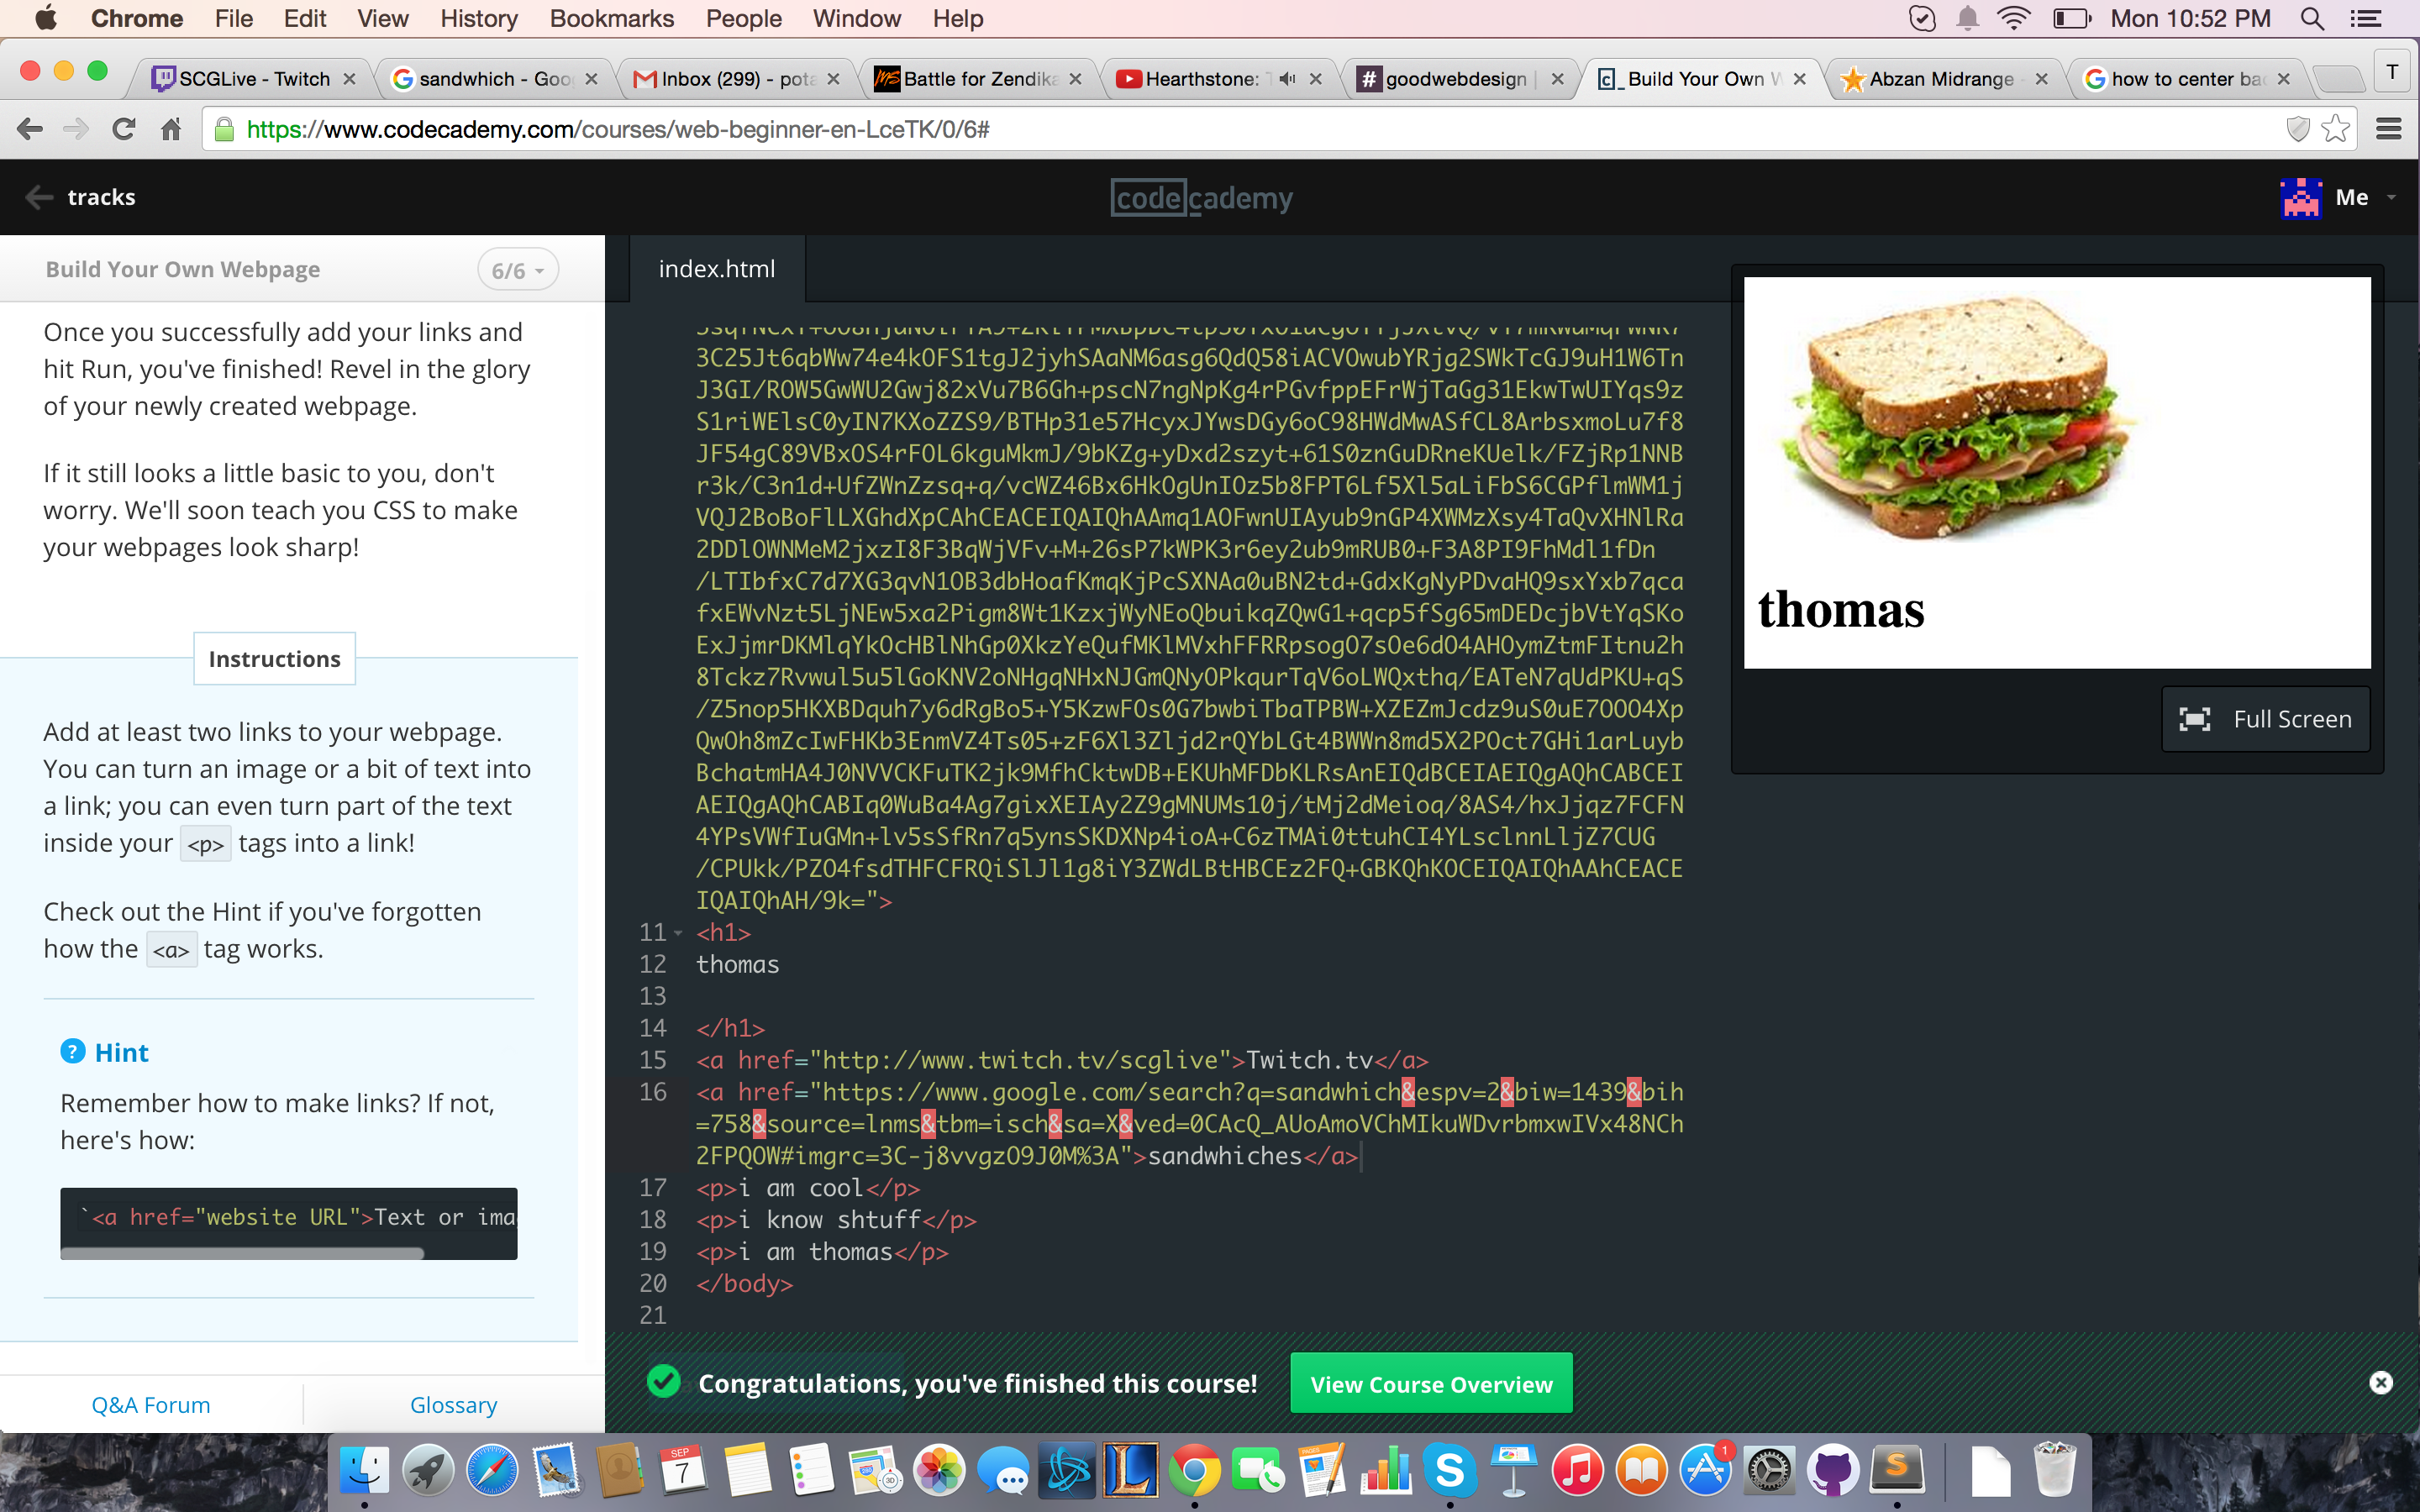 Chrome File Edit View History Bookmarks People Window Help Mon 10:52 PM
SCGLive - Twitch sandwhich - Goo Inbox (299) - pota Battle for Zendika Hearthstone: T goodwebdesign | Build Your Own W Abzan Midrange - how to center ba T
https://www.codecademy.com/courses/web-beginner-en-LceTK/0/6#
tracks codecademy Me
Build Your Own Webpage 6/6
index.html
Once you successfully add your links and
hit Run, you've finished! Revel in the glory
of your newly created webpage.
If it still looks a little basic to you, don't
worry. We'll soon teach you CSS to make
your webpages look sharp!
Instructions
Add at least two links to your webpage.
You can turn an image or a bit of text into
a link; you can even turn part of the text
inside your <p> tags into a link!
Check out the Hint if you've forgotten
how the <a> tag works.
? Hint
Remember how to make links? If not,
here's how:
`<a href="website URL">Text or ima
Q&A Forum Glossary
3C25Jt6qbWw74e4kOFS1tgJ2jyhSAaNM6asg6QdQ58iACVOwubYRjg2SWkTcGJ9uH1W6Tn
J3GI/ROW5GwWU2Gwj82xVu7B6Gh+pscN7ngNpKg4rPGvfppEFrWjTaGg31EkwTwUIYqs9z
S1riWElsC0yIN7KXoZZS9/BTHp31e57HcyxJYwsDGy6oC98HWdMwASfCL8ArbsxmoLu7f8
JF54gC89VBxOS4rFOL6kguMkmJ/9bKZg+yDxd2szyt+61S0znGuDRneKUelk/FZjRp1NNB
r3k/C3n1d+UfZWnZzsq+q/vcWZ46Bx6HkOgUnIOz5b8FPT6Lf5Xl5aLiFbS6CGPflmWM1j
VQJ2BoBoFlLXGhdXpCAhCEACEIQAIQhAAmq1AOFwnUIAyub9nGP4XWMzXsy4TaQvXHNlRa
2DDlOWNMeM2jxzI8F3BqWjVFv+M+26sP7kWPK3r6ey2ub9mRUB0+F3A8PI9FhMdl1fDn
/LTIbfxC7d7XG3qvN1OB3dbHoafKmqKjPcSXNAa0uBN2td+GdxKgNyPDvaHQ9sxYxb7qca
fxEWvNzt5LjNEw5xa2Pigm8Wt1KzxjWyNEoQbuikqZQwG1+qcp5fSg65mDEDcjbVtYqSKo
ExJjmrDKMlqYkOcHBlNhGp0XkzYeQufMKlMVxhFFRRpsogO7sOe6dO4AHOymZtmFItnu2h
8Tckz7Rvwul5u5lGoKNV2oNHgqNHxNJGmQNyOPkqurTqV6oLWQxthq/EATeN7qUdPKU+qS
/Z5nop5HKXBDquh7y6dRgBo5+Y5KzwFOs0G7bwbiTbaTPBW+XZEZmJcdz9uS0uE7OOO4Xp
QwOh8mZcIwFHKb3EnmVZ4Ts05+zF6Xl3Zljd2rQYbLGt4BWWn8md5X2POct7GHi1arLuyb
BchatmHA4J0NVVCKFuTK2jk9MfhCktwDB+EKUhMFDbKLRsAnEIQdBCEIAEIQgAQhCABCEI
AEIQgAQhCABIq0WuBa4Ag7gixXEIAy2Z9gMNUMs10j/tMj2dMeioq/8AS4/hxJjqz7FCFN
4YPsVWfIuGMn+lv5sSfRn7q5ynsSKDXNp4ioA+C6zTMAi0ttuhCI4YLsclnnLljZ7CUG
/CPUkk/PZO4fsdTHFCFRQiSlJl1g8iY3ZWdLBtHBCEz2FQ+GBKQhKOCEIQAIQhAAhCEACE
IQAIQhAH/9k=">
11 <h1>
12 thomas
13
14 </h1>
15 <a href="http://www.twitch.tv/scglive">Twitch.tv</a>
16 <a href="https://www.google.com/search?q=sandwhich&espv=2&biw=1439&bih
=758&source=lnms&tbm=isch&sa=X&ved=0CAcQ_AUoAmoVChMIkuWDvrbmxwIVx48NCh
2FPQOW#imgrc=3C-j8vvgzO9J0M%3A">sandwhiches</a>
17 <p>i am cool</p>
18 <p>i know shtuff</p>
19 <p>i am thomas</p>
20 </body>
21
thomas
Full Screen
Congratulations, you've finished this course! View Course Overview
SEP
7
1